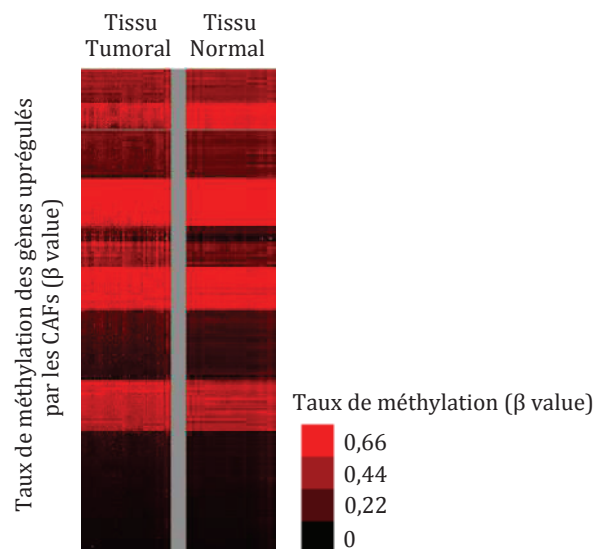 Tissu
Tumoral
Tissu
Normal
Taux de méthylation des gènes uprégulés
par les CAFs (β value)
Taux de méthylation (β value)
0,66
0,44
0,22
0